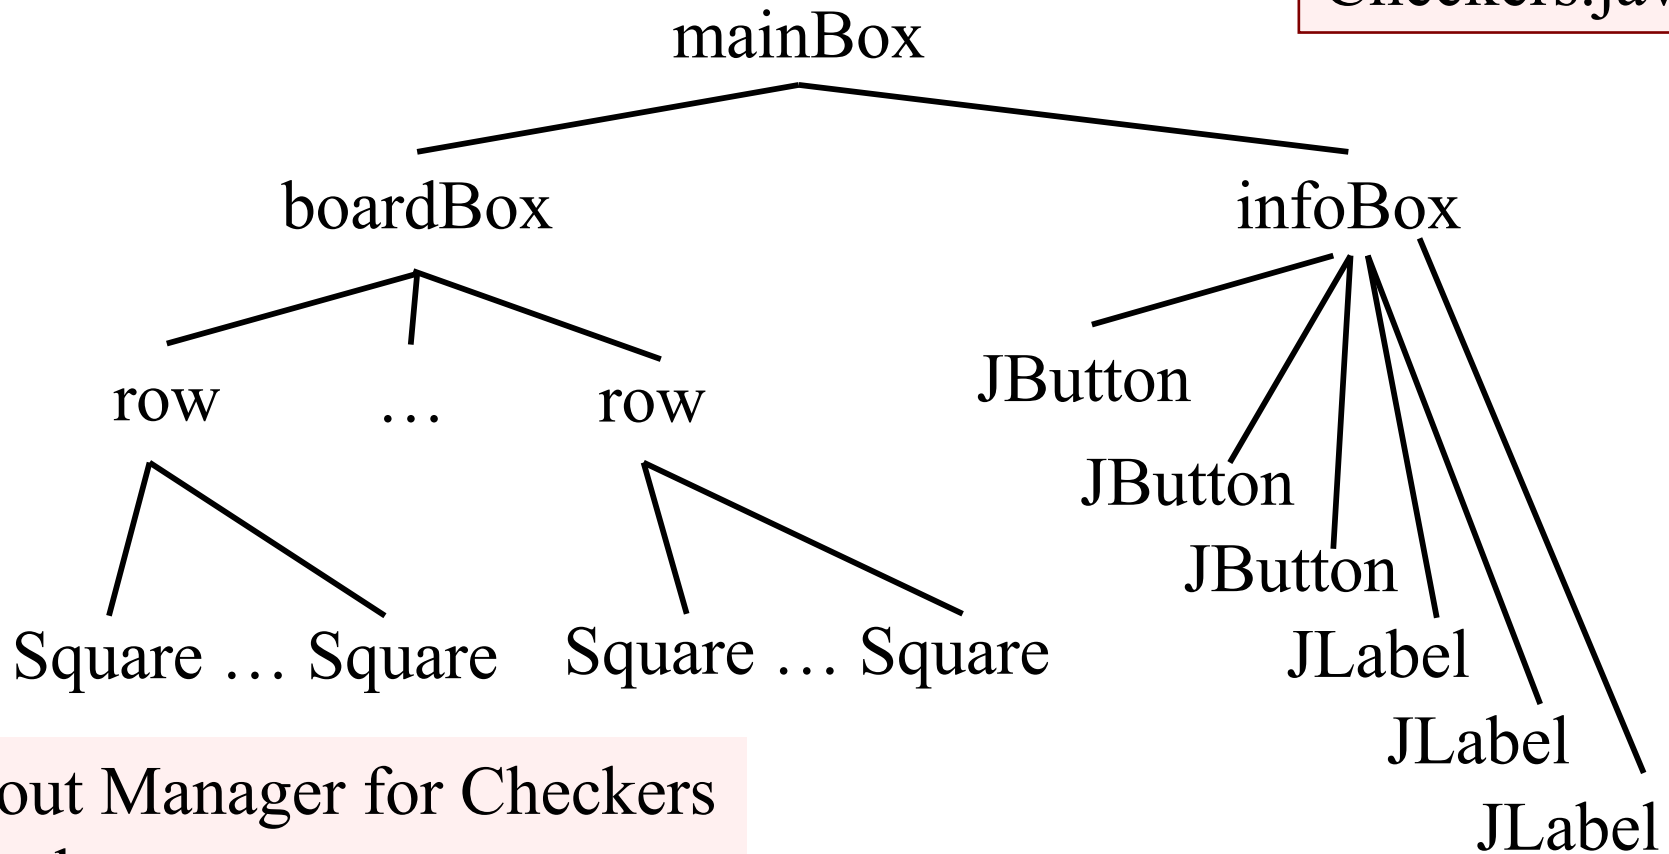 mainBox
boardBox infoBox
row … row
JButton
JButton
JButton
Square … Square Square … Square
JLabel
JLabel
JLabel
out Manager for Checkers